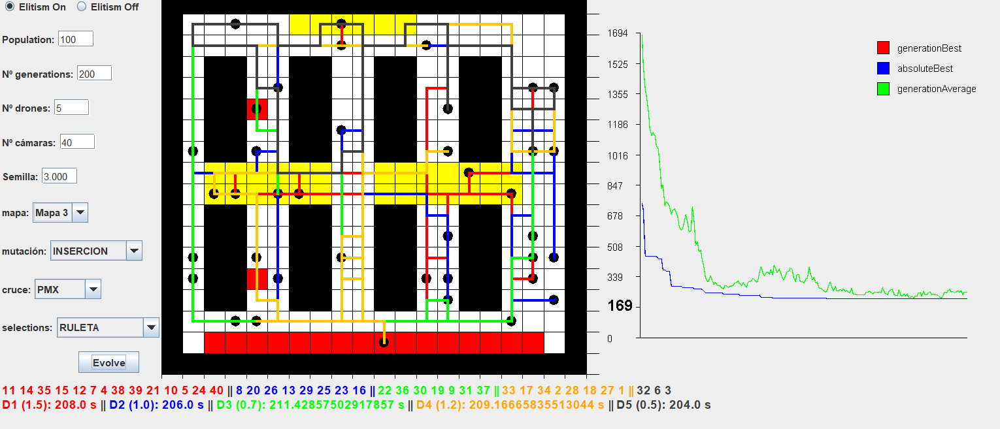 Elitism On Elitism Off
Population: 100
Nº generations: 200
Nº drones: 5
Nº cámaras: 40
Semilla: 3.000
mapa: Mapa 3
mutación: INSERCION
cruce: PMX
selections: RULETA
Evolve
1694
1525
1355
1186
1016
847
678
508
339
169
0
generationBest
absoluteBest
generationAverage
11 14 35 15 12 7 4 38 39 21 10 5 24 40 || 8 20 26 13 29 25 23 16 || 22 36 30 19 9 31 37 || 33 17 34 2 28 18 27 1 || 32 6 3
D1 (1.5): 208.0 s || D2 (1.0): 206.0 s || D3 (0.7): 211.42857502917857 s || D4 (1.2): 209.16665835513044 s || D5 (0.5): 204.0 s